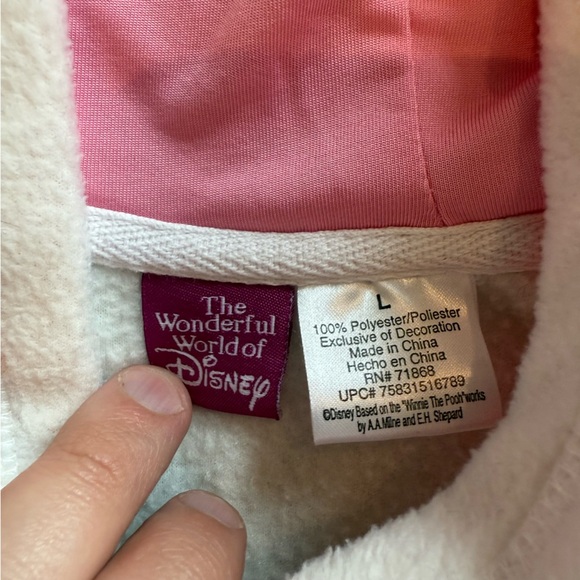 The
Wonderful
World of
Disney
L
100% Polyester/Poliester
Exclusive of Decoration
Made in China
Hecho en China
RN# 71868
UPC# 75831516789
©Disney Based on the "Winnie The Pooh"works
by A.A.Milne and E.H. Shepard